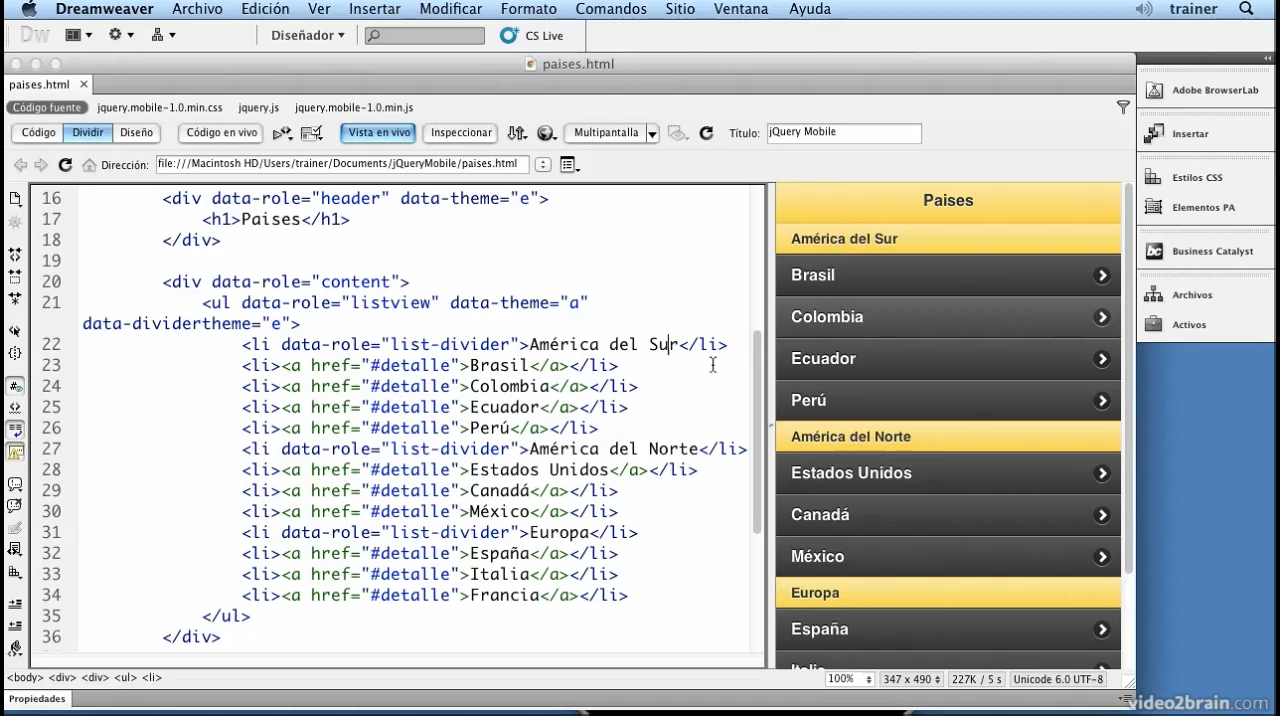 Dreamweaver Archivo Edición Ver Insertar Modificar Formato Comandos Sitio Ventana Ayuda trainer
Dw Diseñador CS Live
paises.html
paises.html
Código fuente jquery.mobile-1.0.min.css jquery.js jquery.mobile-1.0.min.js
Código Dividir Diseño Código en vivo Vista en vivo Inspeccionar Multipantalla Título: jQuery Mobile
Dirección: file:///Macintosh HD/Users/trainer/Documents/jQueryMobile/paises.html
16 <div data-role="header" data-theme="e">
17 <h1>Paises</h1>
18 </div>
19
20 <div data-role="content">
21 <ul data-role="listview" data-theme="a"
data-dividertheme="e">
22 <li data-role="list-divider">América del Sur</li>
23 <li><a href="#detalle">Brasil</a></li>
24 <li><a href="#detalle">Colombia</a></li>
25 <li><a href="#detalle">Ecuador</a></li>
26 <li><a href="#detalle">Perú</a></li>
27 <li data-role="list-divider">América del Norte</li>
28 <li><a href="#detalle">Estados Unidos</a></li>
29 <li><a href="#detalle">Canadá</a></li>
30 <li><a href="#detalle">México</a></li>
31 <li data-role="list-divider">Europa</li>
32 <li><a href="#detalle">España</a></li>
33 <li><a href="#detalle">Italia</a></li>
34 <li><a href="#detalle">Francia</a></li>
35 </ul>
36 </div>
Paises
América del Sur
Brasil
Colombia
Ecuador
Perú
América del Norte
Estados Unidos
Canadá
México
Europa
España
Italia
Adobe BrowserLab
Insertar
Estilos CSS
Elementos PA
bc Business Catalyst
Archivos
Activos
<body> <div> <div> <ul> <li> 100% 347 x 490 227K / 5 s Unicode 6.0 UTF-8
Propiedades
video2brain.com